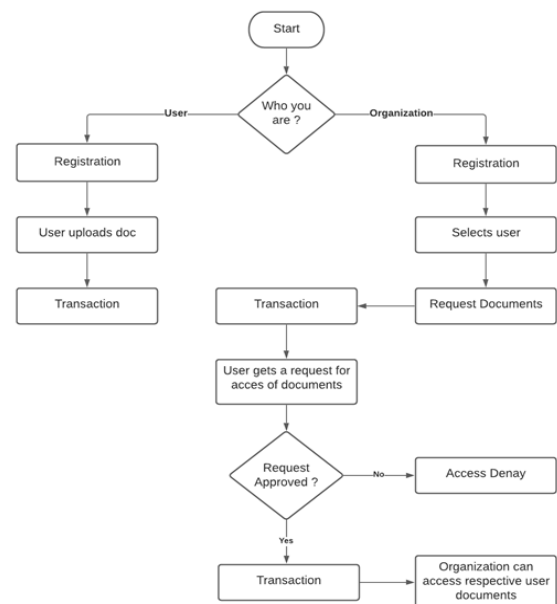 Start
Who you
are ?
User
Organization
Registration
Registration
User uploads doc
Selects user
Transaction
Transaction
Request Documents
User gets a request for
acces of documents
Request
Approved ?
No
Access Denay
Yes
Transaction
Organization can
access respective user
documents